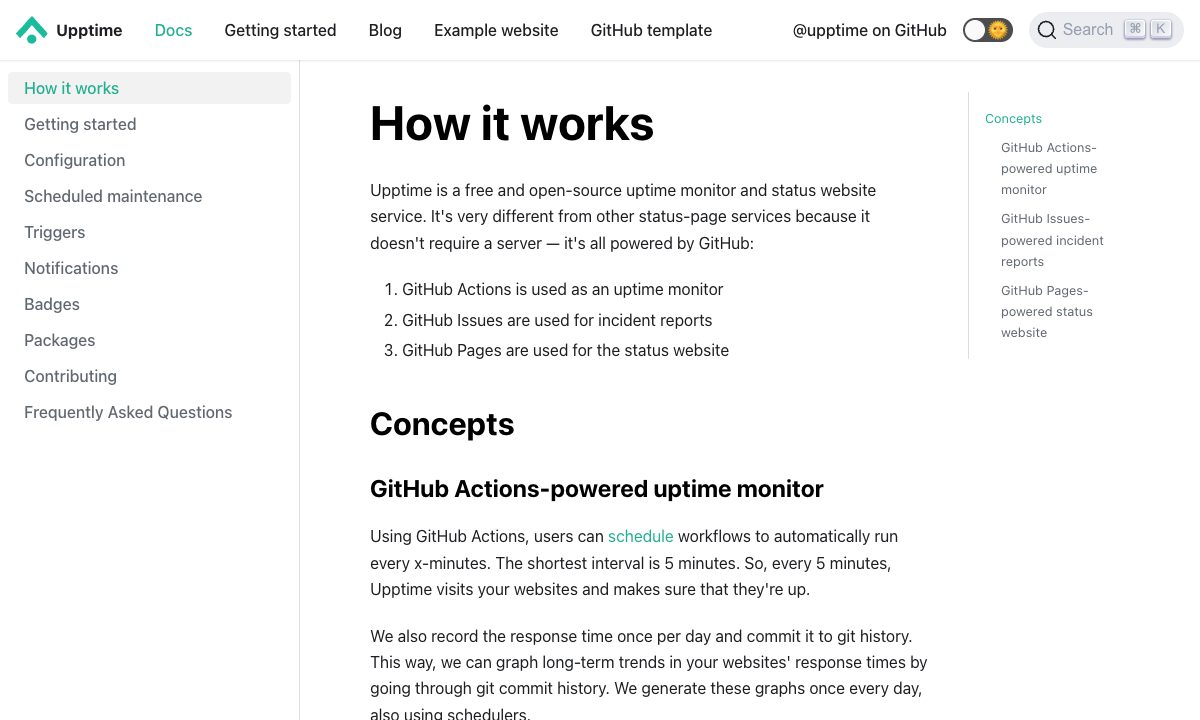 Upptime
Docs
Getting started
Blog
Example website
GitHub template
@upptime on GitHub
🌞
Search
⌘
K
How it works
Getting started
Configuration
Scheduled maintenance
Triggers
Notifications
Badges
Packages
Contributing
Frequently Asked Questions
How it works
Upptime is a free and open-source uptime monitor and status website
service. It's very different from other status-page services because it
doesn't require a server — it's all powered by GitHub:
1. GitHub Actions is used as an uptime monitor
2. GitHub Issues are used for incident reports
3. GitHub Pages are used for the status website
Concepts
GitHub Actions-powered uptime monitor
Using GitHub Actions, users can schedule workflows to automatically run
every x-minutes. The shortest interval is 5 minutes. So, every 5 minutes,
Upptime visits your websites and makes sure that they're up.
We also record the response time once per day and commit it to git history.
This way, we can graph long-term trends in your websites' response times by
going through git commit history. We generate these graphs once every day,
also using schedulers.
Concepts
GitHub Actions-
powered uptime
monitor
GitHub Issues-
powered incident
reports
GitHub Pages-
powered status
website